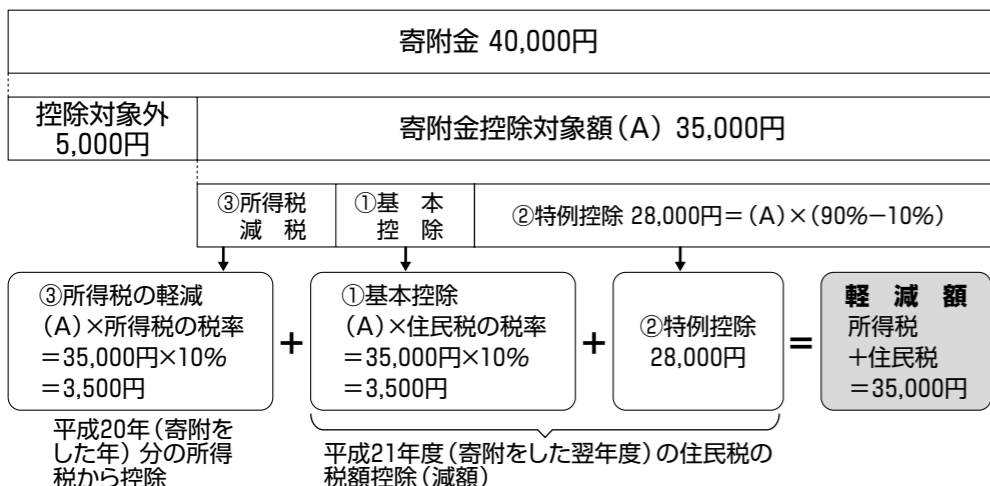 寄附金 40,000円
控除対象外
5,000円
寄附金控除対象額(A) 35,000円
③所得税
減　税
①基　本
控　除
②特例控除 28,000円＝(A)×(90%－10%)
③所得税の軽減
(A)×所得税の税率
＝35,000円×10%
＝3,500円
＋
①基本控除
(A)×住民税の税率
＝35,000円×10%
＝3,500円
＋
②特例控除
28,000円
＝
軽　減　額
所得税
＋住民税
＝35,000円
平成20年(寄附を
した年) 分の所得
税から控除
平成21年度(寄附をした翌年度)の住民税の
税額控除(減額)